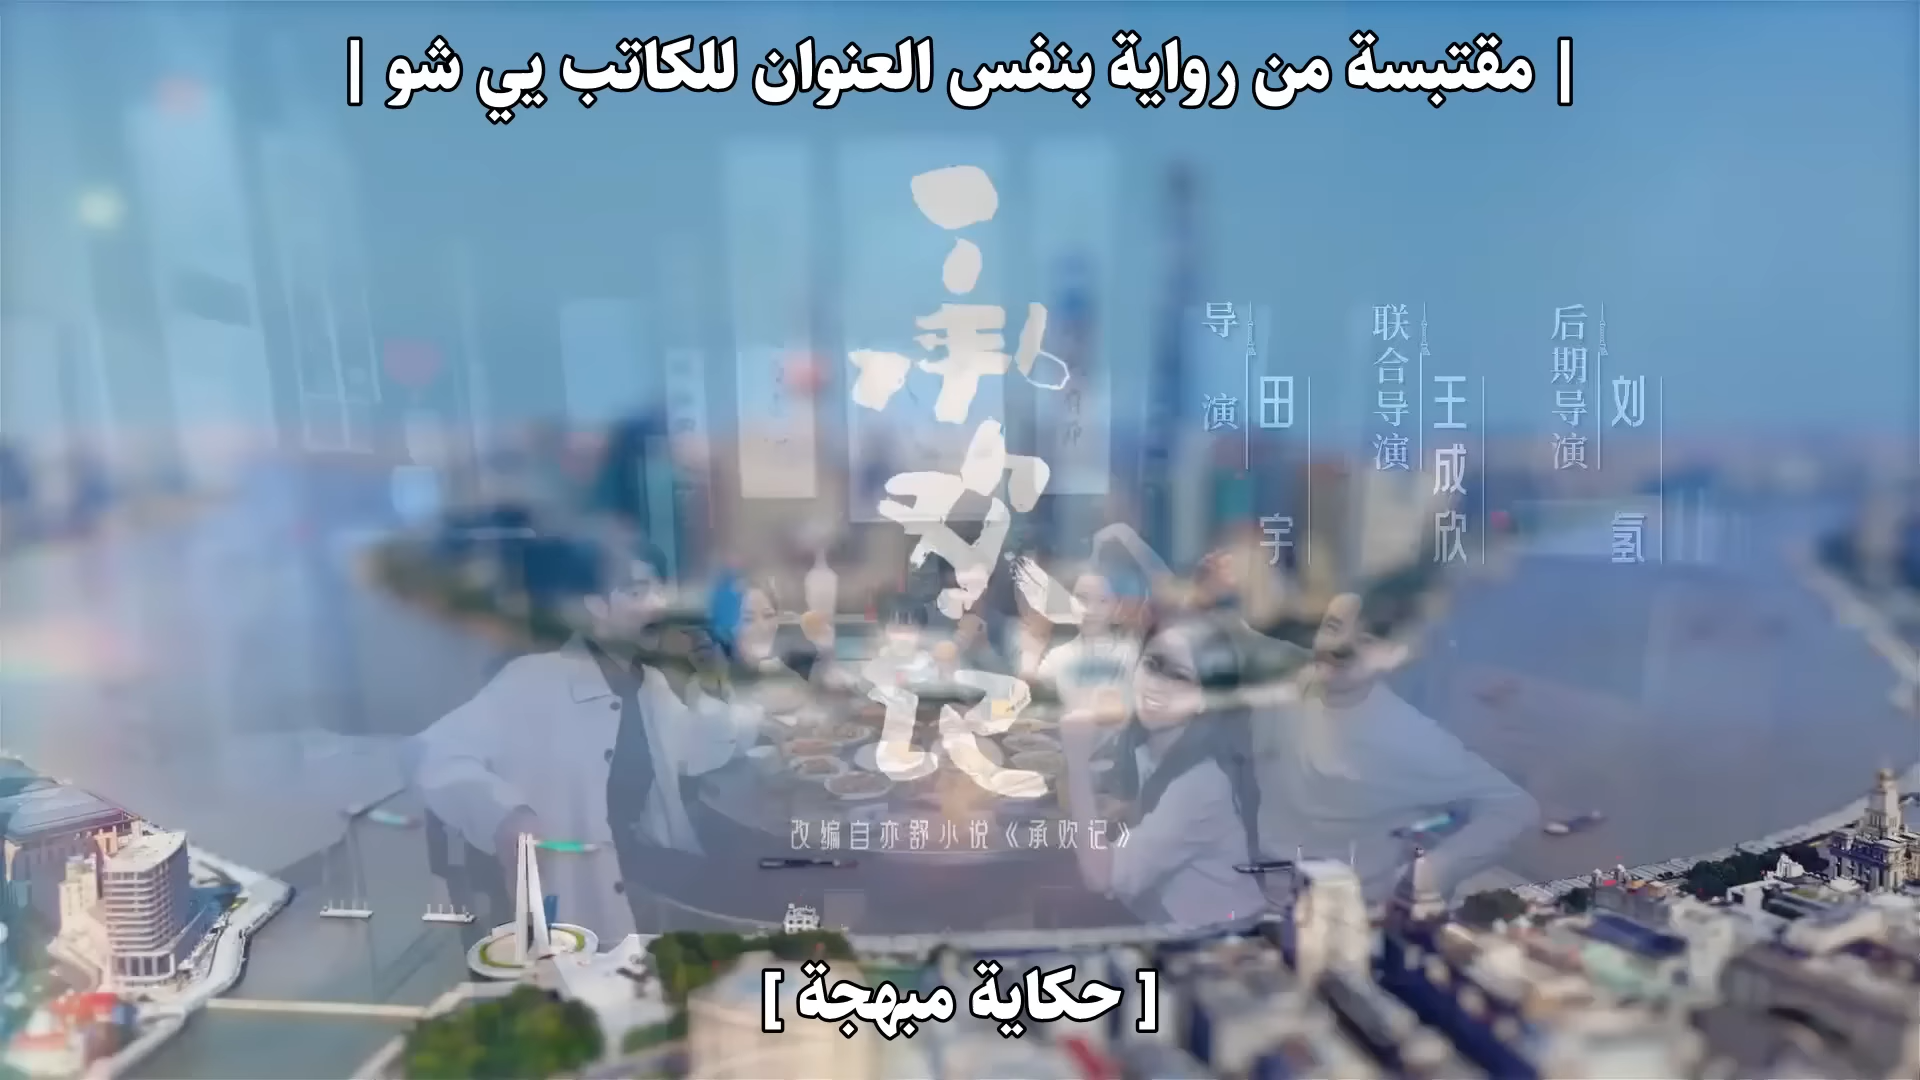 | مقتبسة من رواية بنفس العنوان للكاتب يي شو |
承欢记
导演
田宇
联合导演
王成欣
后期导演
刘氢
改编自亦舒小说《承欢记》
[ حكاية مبهجة ]